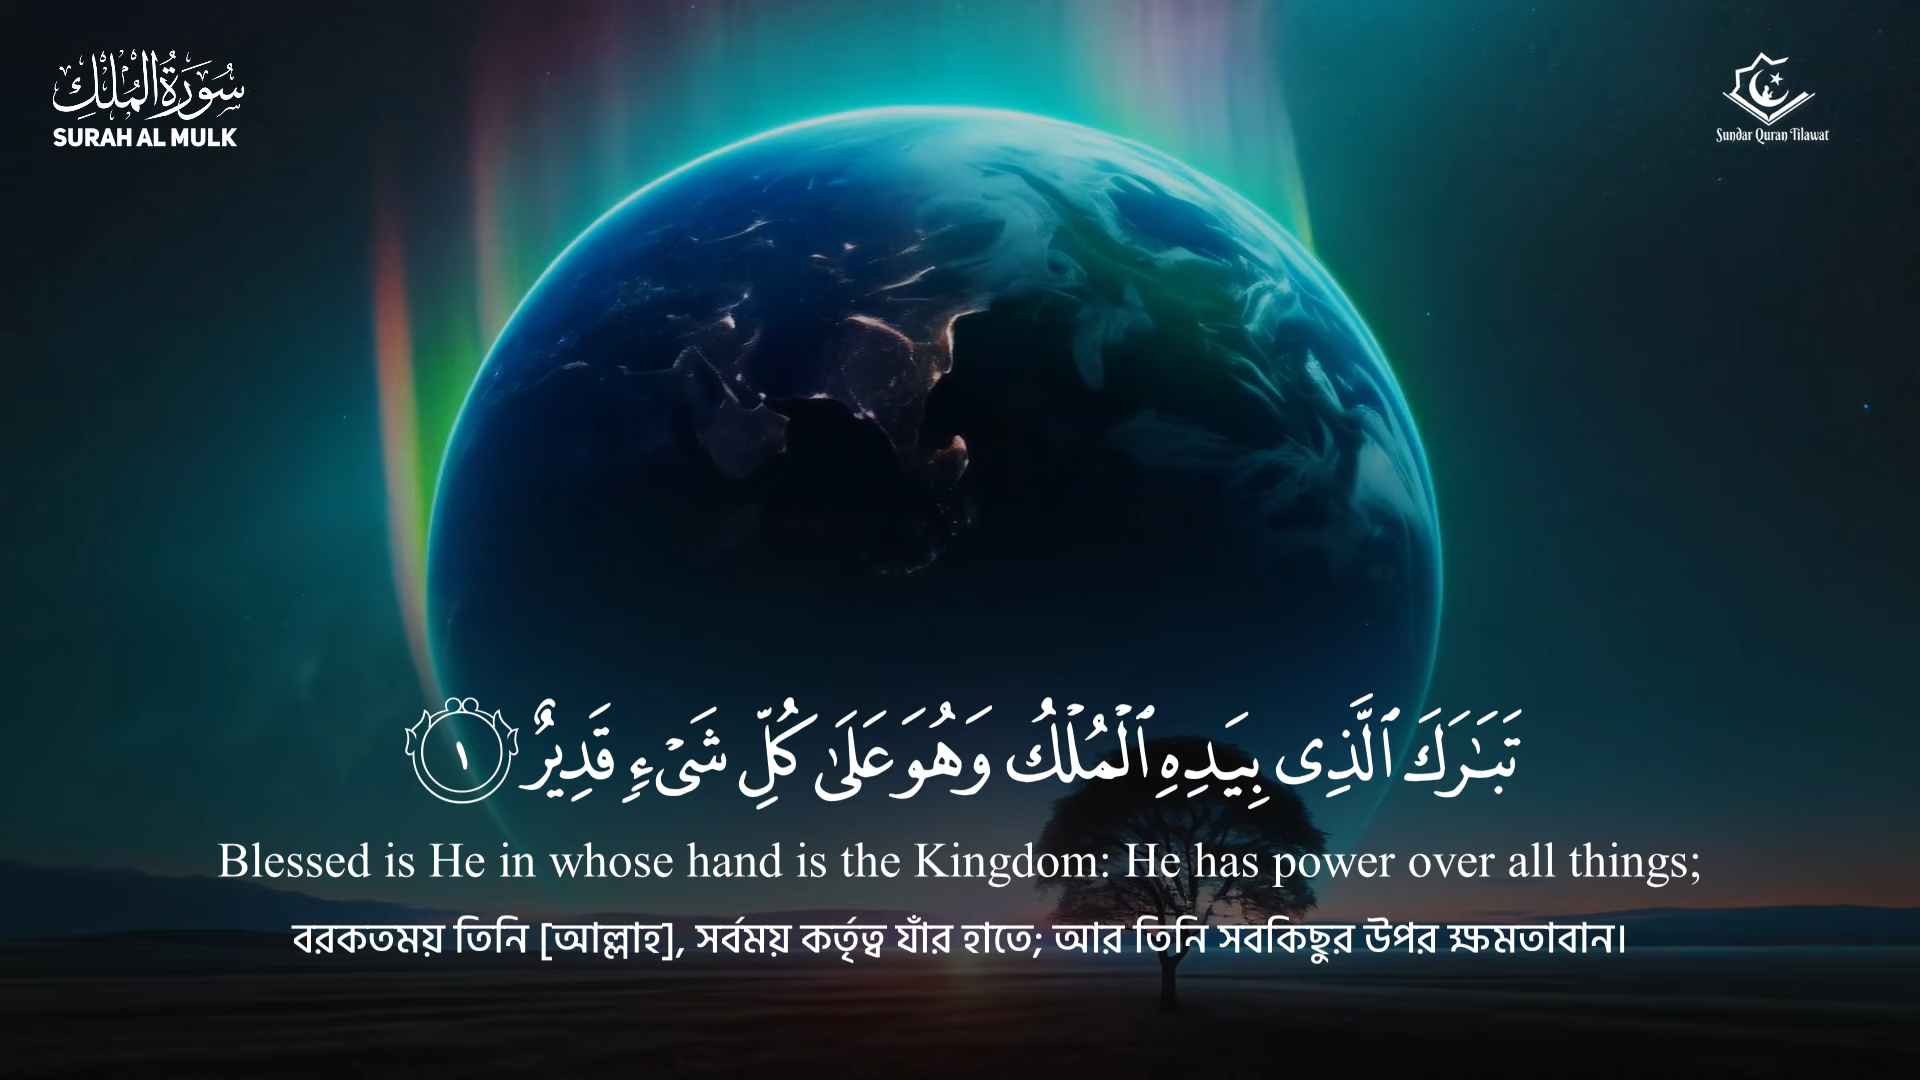 سُورَةُ الْمُلْكِ
SURAH AL MULK
Sundar Quran Tilawat
تَبَـٰرَكَ ٱلَّذِى بِيَدِهِ ٱلْمُلْكُ وَهُوَ عَلَىٰ كُلِّ شَىْءٍ قَدِيرٌ ١
Blessed is He in whose hand is the Kingdom: He has power over all things;
বরকতময় তিনি [আল্লাহ], সর্বময় কর্তৃত্ব যাঁর হাতে; আর তিনি সবকিছুর উপর ক্ষমতাবান।